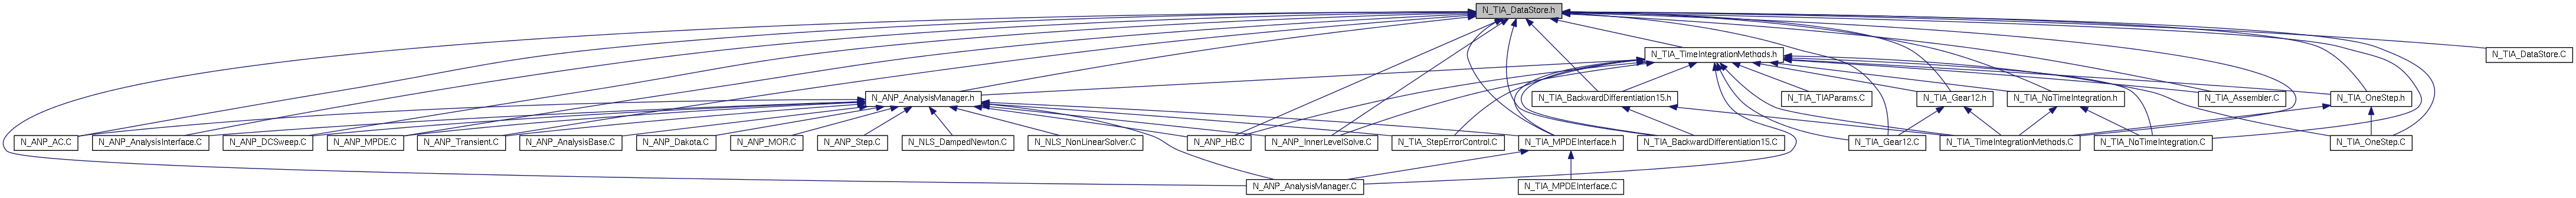 N_TIA_DataStore.h
N_TIA_TimeIntegrationMethods.h
N_TIA_DataStore.C
N_ANP_AnalysisManager.h
N_TIA_BackwardDifferentiation15.h
N_TIA_TIAParams.C
N_TIA_Gear12.h
N_TIA_NoTimeIntegration.h
N_TIA_Assembler.C
N_TIA_OneStep.h
N_ANP_AC.C
N_ANP_AnalysisInterface.C
N_ANP_DCSweep.C
N_ANP_MPDE.C
N_ANP_Transient.C
N_ANP_AnalysisBase.C
N_ANP_Dakota.C
N_ANP_MOR.C
N_ANP_Step.C
N_NLS_DampedNewton.C
N_NLS_NonLinearSolver.C
N_ANP_HB.C
N_ANP_InnerLevelSolve.C
N_TIA_StepErrorControl.C
N_TIA_MPDEInterface.h
N_TIA_BackwardDifferentiation15.C
N_TIA_Gear12.C
N_TIA_TimeIntegrationMethods.C
N_TIA_NoTimeIntegration.C
N_TIA_OneStep.C
N_ANP_AnalysisManager.C
N_TIA_MPDEInterface.C